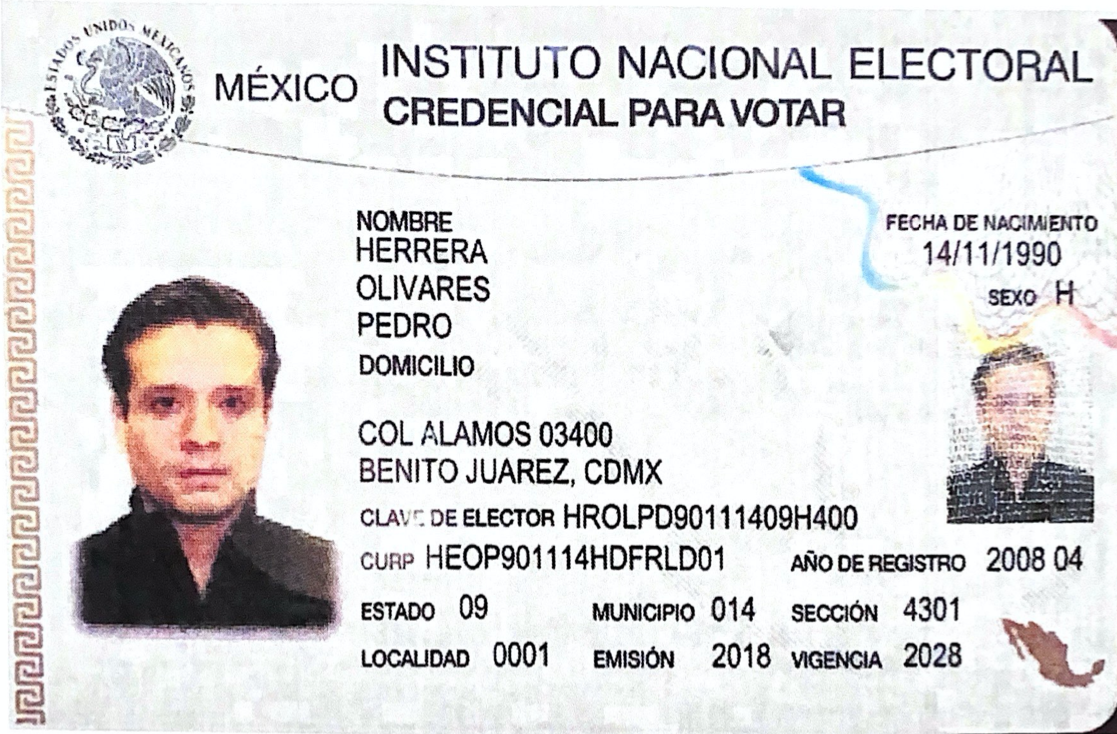 ESTADOS UNIDOS MEXICANOS
MÉXICO
INSTITUTO NACIONAL ELECTORAL
CREDENCIAL PARA VOTAR
NOMBRE
HERRERA
OLIVARES
PEDRO
FECHA DE NACIMIENTO
14/11/1990
SEXO H
DOMICILIO
COL ALAMOS 03400
BENITO JUAREZ, CDMX
CLAVE DE ELECTOR HROLPD90111409H400
CURP HEOP901114HDFRLD01 AÑO DE REGISTRO 2008 04
ESTADO 09 MUNICIPIO 014 SECCIÓN 4301
LOCALIDAD 0001 EMISIÓN 2018 VIGENCIA 2028